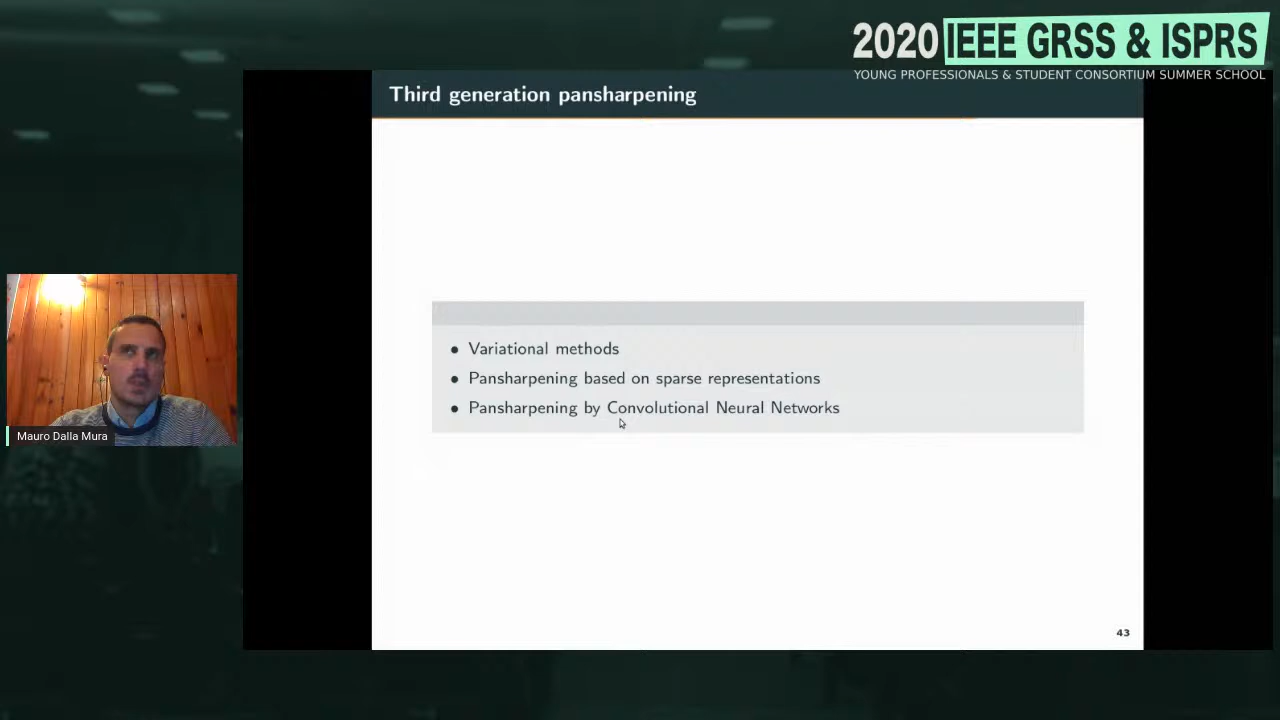 2020 IEEE GRSS & ISPRS
YOUNG PROFESSIONALS & STUDENT CONSORTIUM SUMMER SCHOOL
Third generation pansharpening
• Variational methods
• Pansharpening based on sparse representations
• Pansharpening by Convolutional Neural Networks
Mauro Dalla Mura
43